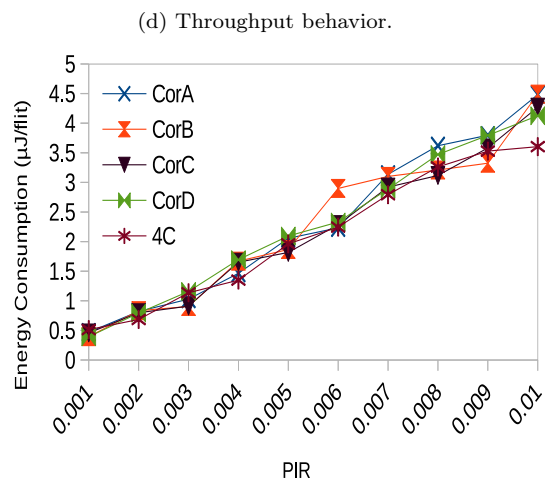 (d) Throughput behavior.
5
4.5
4
3.5
3
2.5
2
1.5
1
0.5
0
Energy Consumption (µJ/flit)
CorA
CorB
CorC
CorD
4C
0.001
0.002
0.003
0.004
0.005
0.006
0.007
0.008
0.009
0.01
PIR